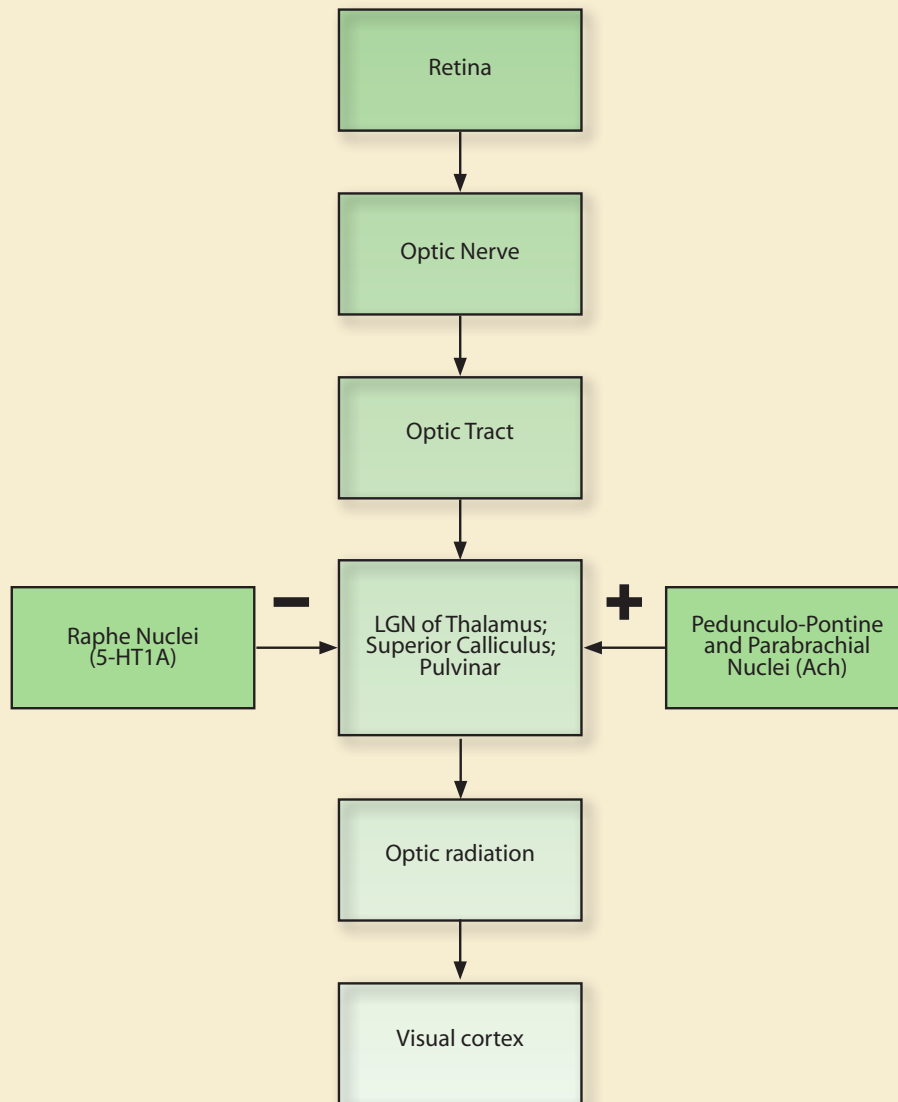 Retina
Optic Nerve
Optic Tract
Raphe Nuclei
(5-HT1A)
−
LGN of Thalamus;
Superior Calliculus;
Pulvinar
+
Pedunculo-Pontine
and Parabrachial
Nuclei (Ach)
Optic radiation
Visual cortex